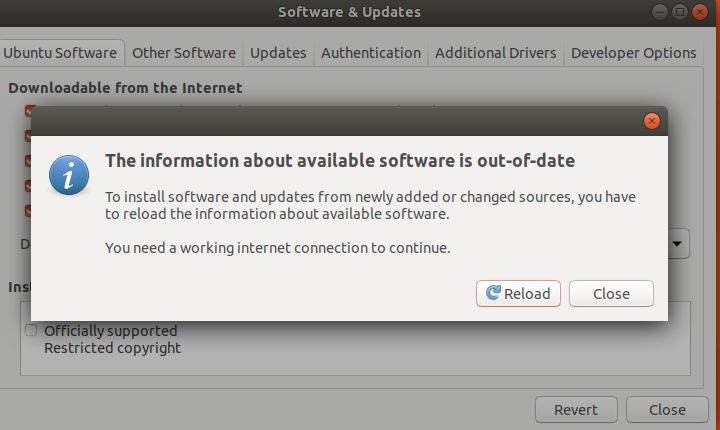 Software & Updates
Ubuntu Software Other Software Updates Authentication Additional Drivers Developer Options
Downloadable from the Internet
The information about available software is out-of-date
To install software and updates from newly added or changed sources, you have
to reload the information about available software.
You need a working internet connection to continue.
Reload Close
Officially supported
Restricted copyright
Revert Close